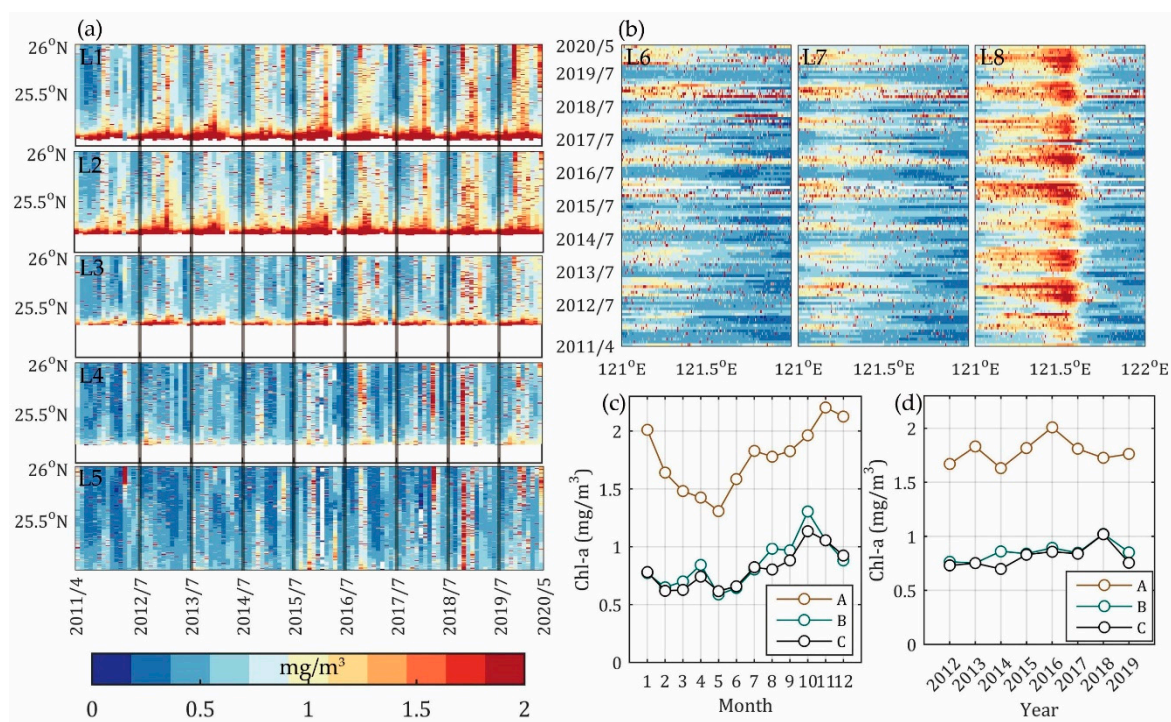 (a)
26°N
L1
25.5°N
26°N
L2
25.5°N
26°N
L3
25.5°N
26°N
L4
25.5°N
26°N
L5
25.5°N
2011/4
2012/7
2013/7
2014/7
2015/7
2016/7
2017/7
2018/7
2019/7
2020/5
mg/m³
0 0.5 1 1.5 2
(b)
2020/5
2019/7
2018/7
2017/7
2016/7
2015/7
2014/7
2013/7
2012/7
2011/4
L6 L7 L8
121°E 121.5°E 121°E 121.5°E 121°E 121.5°E 122°E
(c)
Chl-a (mg/m³)
2
1.5
1
0.5
0
A
B
C
1 2 3 4 5 6 7 8 9 101112
Month
(d)
Chl-a (mg/m³)
2
1.5
1
0.5
0
A
B
C
2012
2013
2014
2015
2016
2017
2018
2019
Year